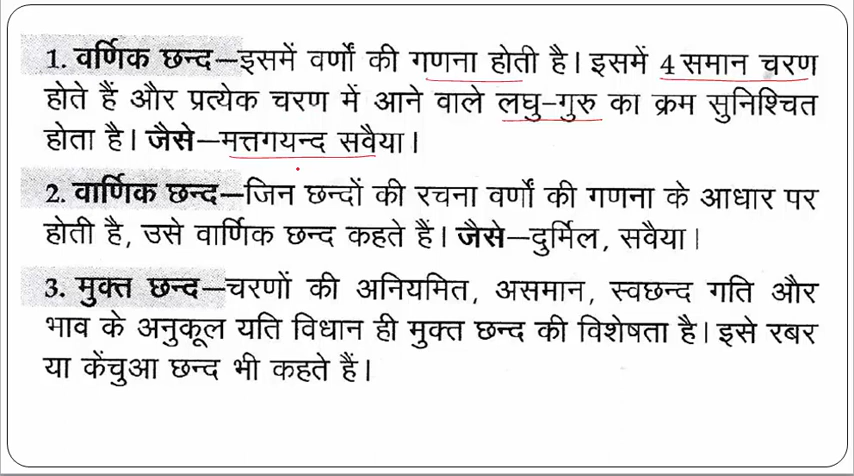 1. वर्णिक छन्द–इसमें वर्णों की गणना होती है। इसमें 4 समान चरण
होते हैं और प्रत्येक चरण में आने वाले लघु-गुरु का क्रम सुनिश्चित
होता है। जैसे–मत्तगयन्द सवैया।
2. वार्णिक छन्द–जिन छन्दों की रचना वर्णों की गणना के आधार पर
होती है, उसे वार्णिक छन्द कहते हैं। जैसे–दुर्मिल, सवैया।
3. मुक्त छन्द–चरणों की अनियमित, असमान, स्वछन्द गति और
भाव के अनुकूल यति विधान ही मुक्त छन्द की विशेषता है। इसे रबर
या केंचुआ छन्द भी कहते हैं।